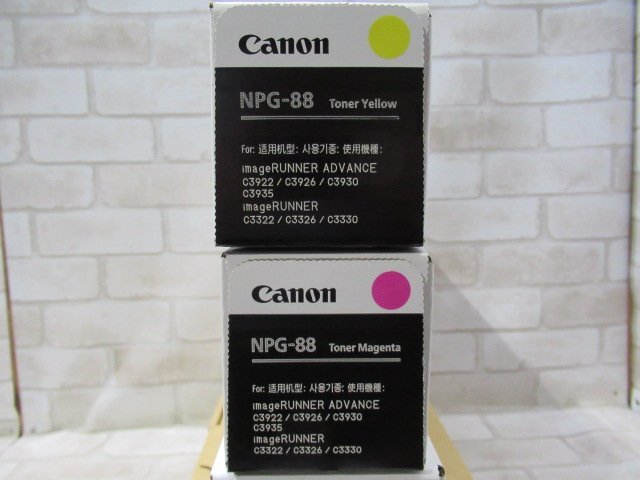 Canon
NPG-88 Toner Yellow
For: 适用机型: 사용기종: 使用機種:
imageRUNNER ADVANCE
C3922 / C3926 / C3930
C3935
imageRUNNER
C3322 / C3326 / C3330
Canon
NPG-88 Toner Magenta
For: 适用机型: 사용기종: 使用機種:
imageRUNNER ADVANCE
C3922 / C3926 / C3930
C3935
imageRUNNER
C3322 / C3326 / C3330